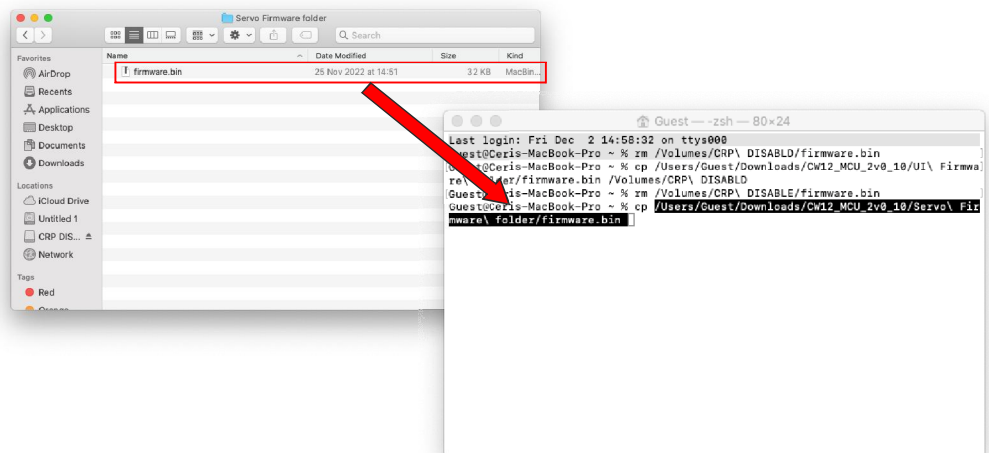 Servo Firmware folder
Search
Favorites
AirDrop
Recents
Applications
Desktop
Documents
Downloads
Locations
iCloud Drive
Untitled 1
CRP DIS...
Network
Tags
Red
Orange
Name Date Modified Size Kind
firmware.bin 25 Nov 2022 at 14:51 32 KB MacBin...
Guest — -zsh — 80×24
Last login: Fri Dec 2 14:58:32 on ttys000
Guest@Ceris-MacBook-Pro ~ % rm /Volumes/CRP\ DISABLD/firmware.bin
[Guest@Ceris-MacBook-Pro ~ % cp /Users/Guest/Downloads/CW12_MCU_2v0_10/UI\ Firmwa]
re\ folder/firmware.bin /Volumes/CRP\ DISABLD
[Guest@Ceris-MacBook-Pro ~ % rm /Volumes/CRP\ DISABLE/firmware.bin ]
Guest@Ceris-MacBook-Pro ~ % cp /Users/Guest/Downloads/CW12_MCU_2v0_10/Servo\ Fir
mware\ folder/firmware.bin